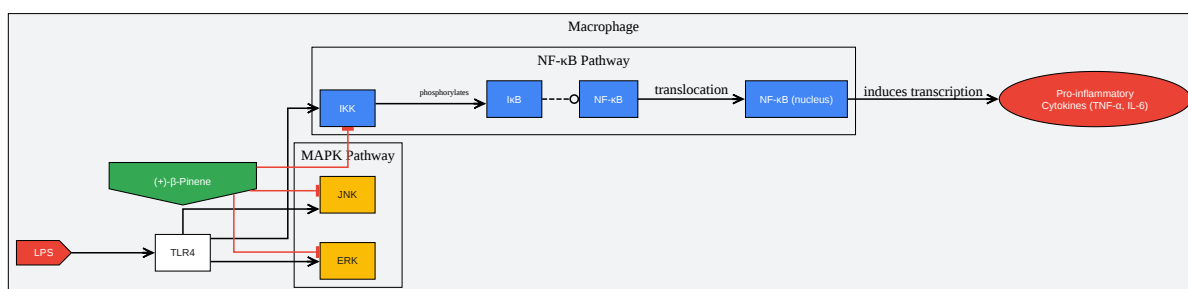 Macrophage
NF-κB Pathway
IKK
phosphorylates
IκB
NF-κB
translocation
NF-κB (nucleus)
induces transcription
Pro-inflammatory
Cytokines (TNF-α, IL-6)
MAPK Pathway
(+)-β-Pinene
JNK
LPS
TLR4
ERK